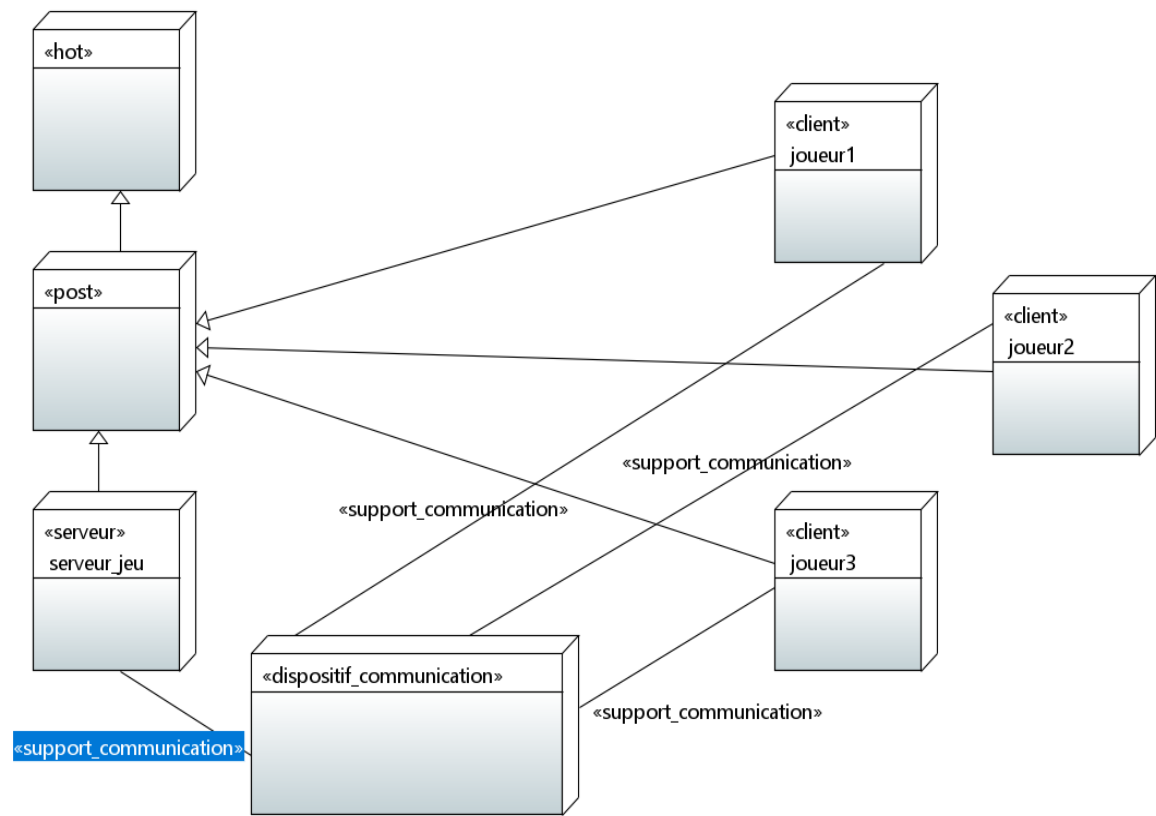 «hot»
«client»
joueur1
«post»
«client»
joueur2
«support_communication»
«support_communication»
«serveur»
serveur_jeu
«client»
joueur3
«dispositif_communication»
«support_communication»
«support_communication»